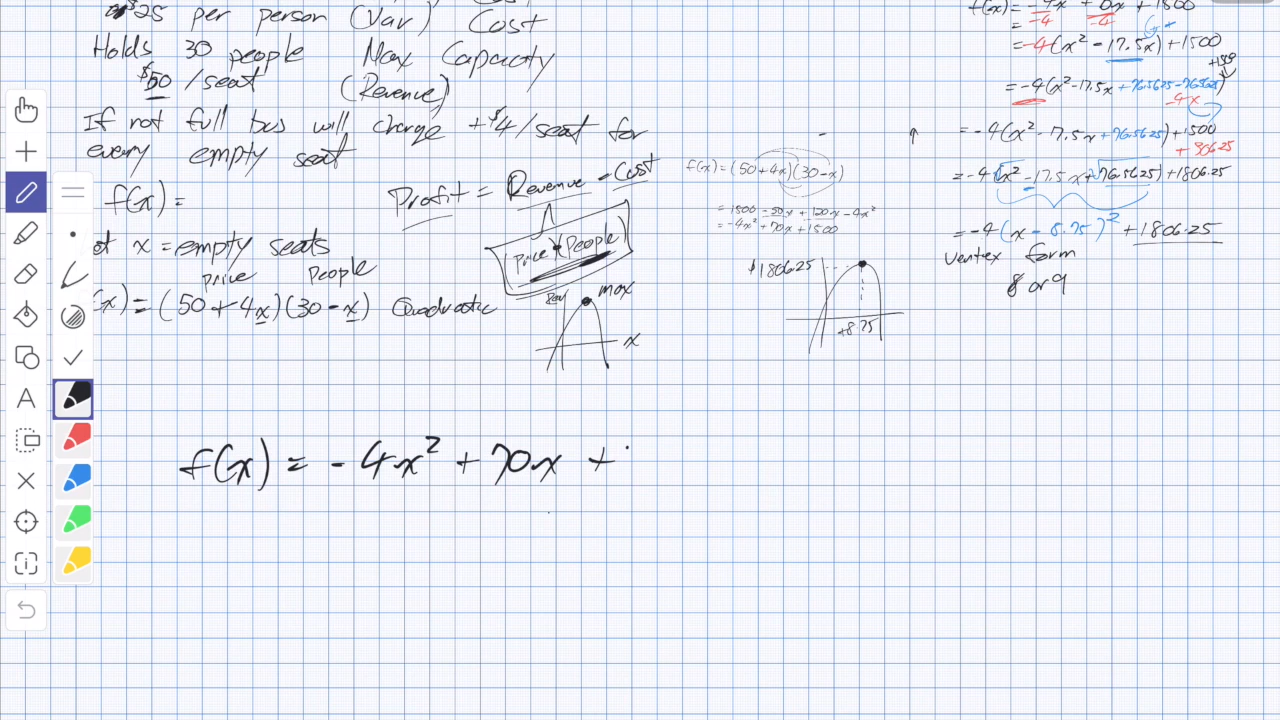 $25 per person (Var) Cost
Holds 30 people Max Capacity
$50 /seat (Revenue)
If not full bus will charge +$4/seat for
every empty seat
f(x) =
Profit = Revenue - Cost
(Price)(People)
x = empty seats
price people
(x) = (50 + 4x)(30 - x) Quadratic
Rev
max
x
f(x) = (50+4x)(30-x)
= 1500 - 50x + 120x - 4x²
= -4x² + 70x + 1500
$1806.25
+8.75
= -4(x² - 17.5x) + 1500
= -4(x² - 17.5x + 76.5625 - 76.5625)
= -4(x² - 17.5x + 76.5625) + 1500
+ 306.25
= -4(x² - 17.5x + 76.5625) + 1806.25
= -4(x - 8.75)² + 1806.25
vertex form
8 or 9
f(x) = -4x² + 70x +
A